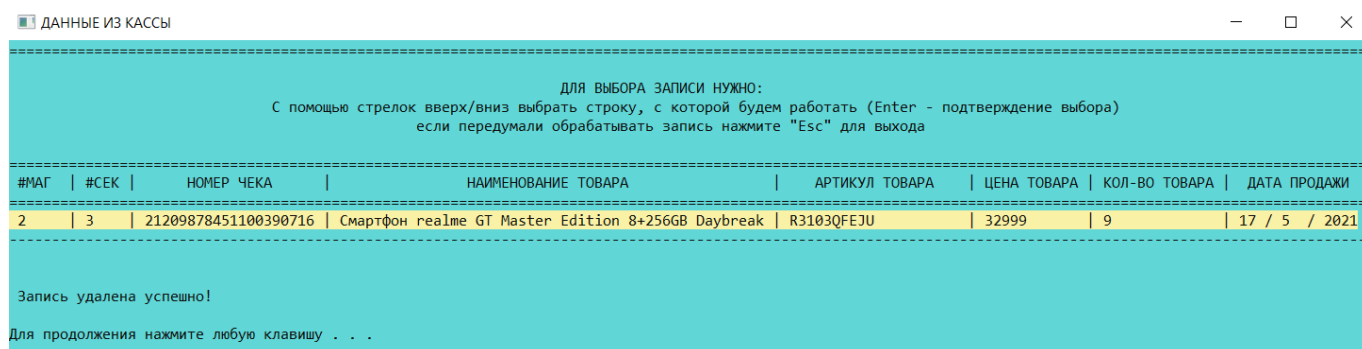 ДАННЫЕ ИЗ КАССЫ
ДЛЯ ВЫБОРА ЗАПИСИ НУЖНО:
С помощью стрелок вверх/вниз выбрать строку, с которой будем работать (Enter - подтверждение выбора)
если передумали обрабатывать запись нажмите "Esc" для выхода
#МАГ | #СЕК | НОМЕР ЧЕКА | НАИМЕНОВАНИЕ ТОВАРА | АРТИКУЛ ТОВАРА | ЦЕНА ТОВАРА | КОЛ-ВО ТОВАРА | ДАТА ПРОДАЖИ
2 | 3 | 21209878451100390716 | Смартфон realme GT Master Edition 8+256GB Daybreak | R3103QFEJU | 32999 | 9 | 17 / 5 / 2021
Запись удалена успешно!
Для продолжения нажмите любую клавишу . . .